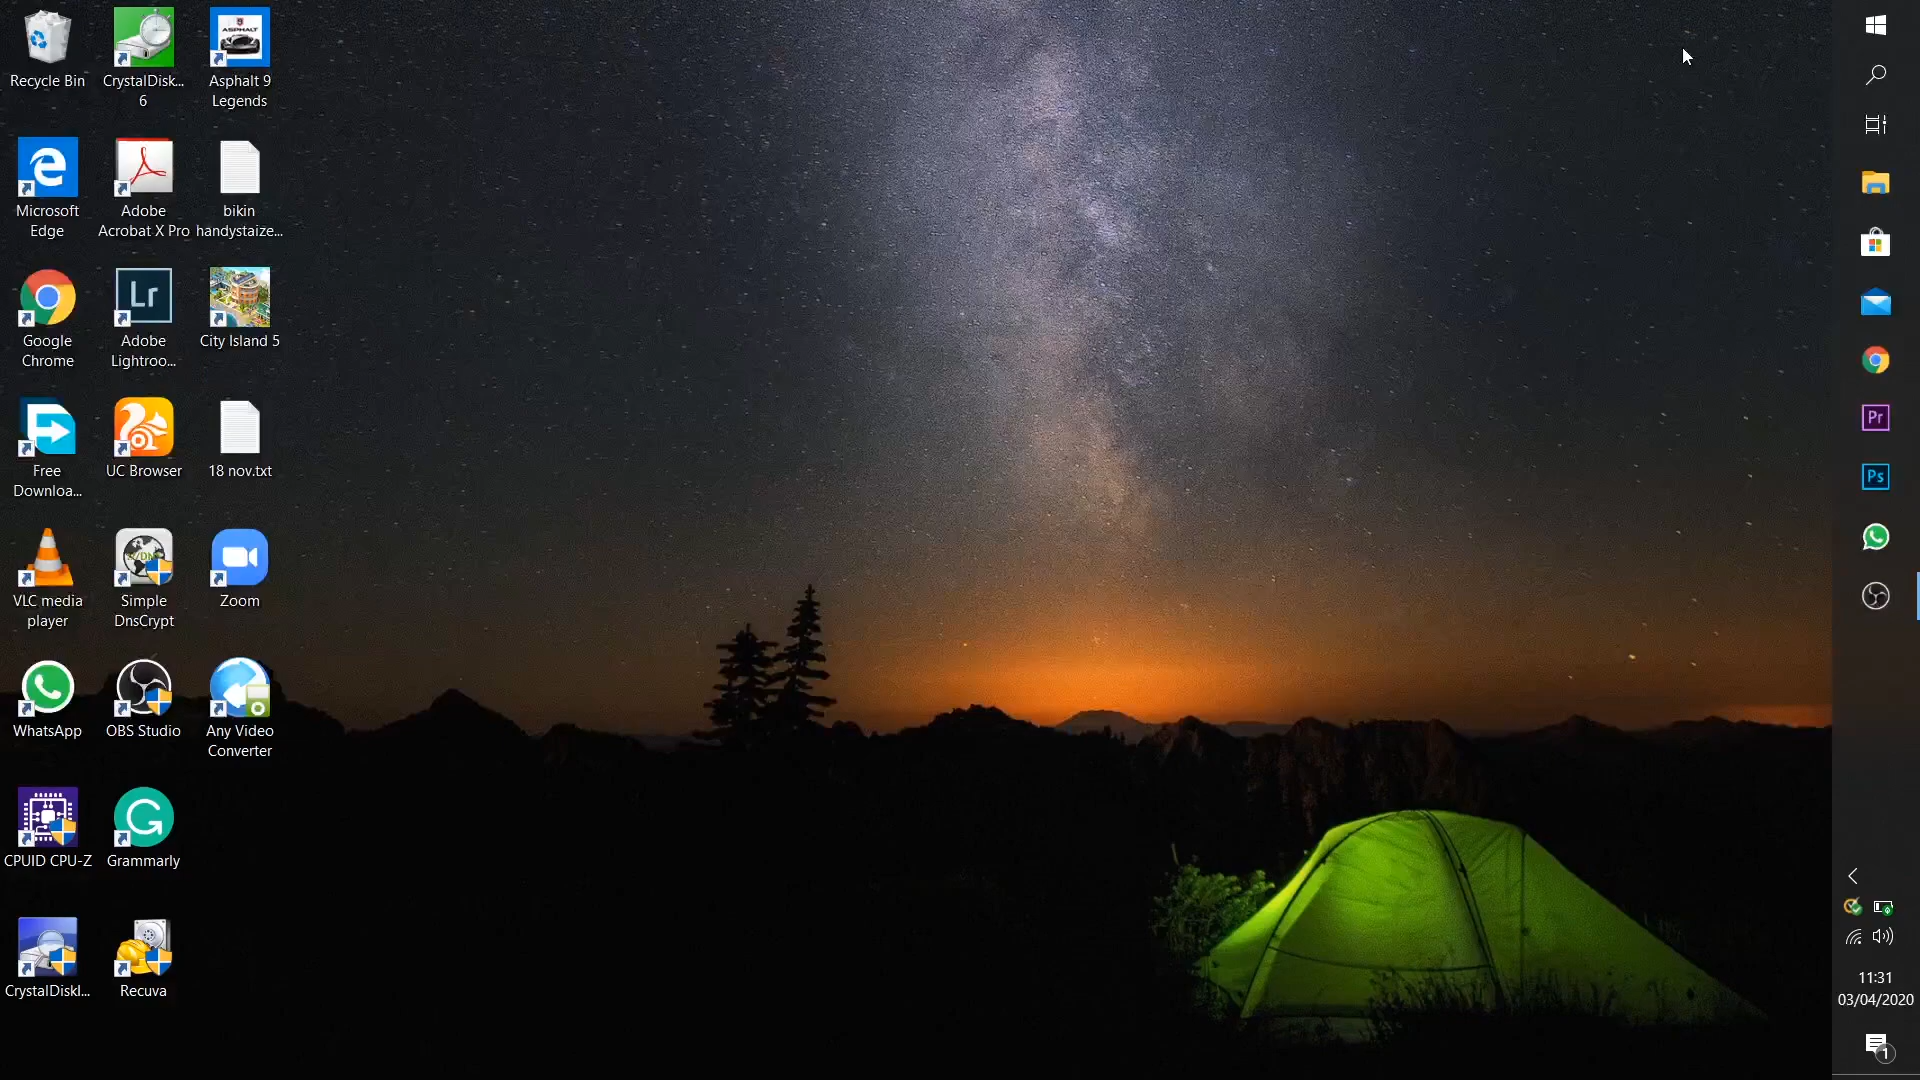 Recycle Bin
CrystalDisk...
6
ASPHALT
Asphalt 9
Legends
Microsoft
Edge
Adobe
Acrobat X Pro
bikin
handystaize...
Google
Chrome
Lr
Adobe
Lightroo...
City Island 5
Free
Downloa...
UC Browser
18 nov.txt
VLC media
player
Simple
DnsCrypt
Zoom
WhatsApp
OBS Studio
Any Video
Converter
CPUID CPU-Z
Grammarly
CrystalDiskI...
Recuva
Pr
Ps
11:31
03/04/2020
1